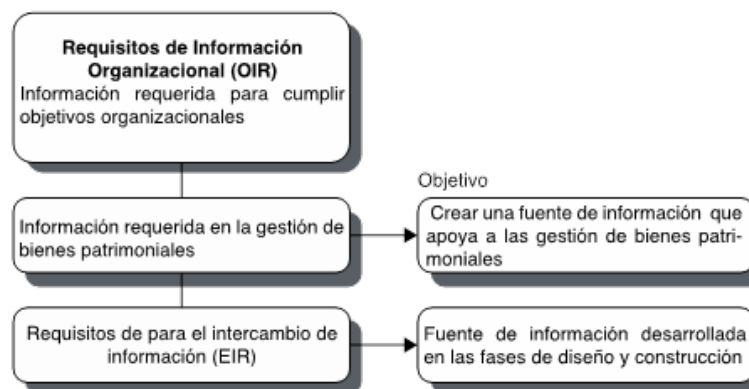 Requisitos de Información
Organizacional (OIR)
Información requerida para cumplir
objetivos organizacionales
Objetivo
Información requerida en la gestión de
bienes patrimoniales
Crear una fuente de información que
apoya a las gestión de bienes patri-
moniales
Requisitos de para el intercambio de
información (EIR)
Fuente de información desarrollada
en las fases de diseño y construcción